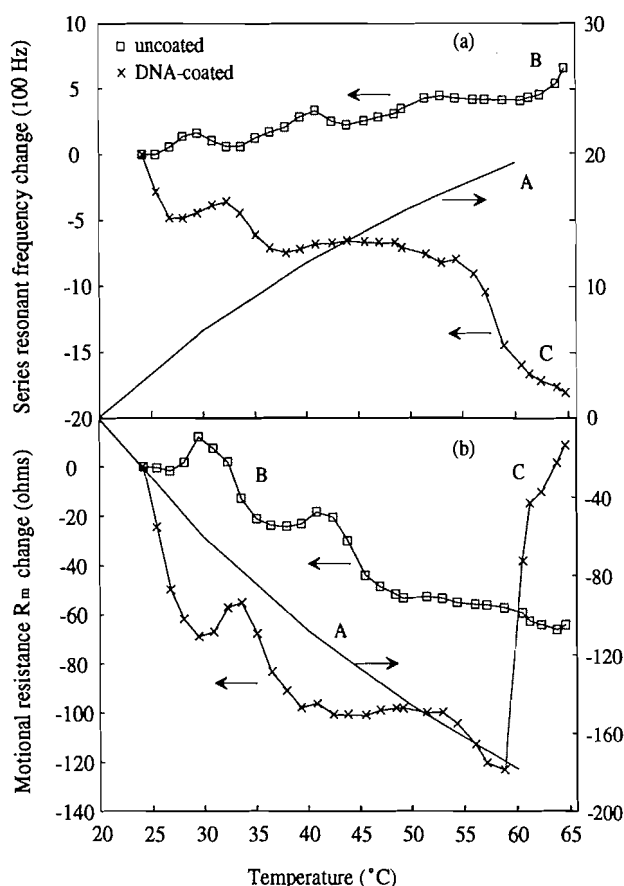 10
5
0
-5
-10
-15
-20
30
20
10
0
Series resonant frequency change (100 Hz)
□ uncoated
× DNA-coated
(a)
B
A
C
0
-20
-40
-60
-80
-100
-120
-140
0
-40
-80
-120
-160
-200
Motional resistance Rm change (ohms)
(b)
C
B
A
20 25 30 35 40 45 50 55 60 65
Temperature (°C)